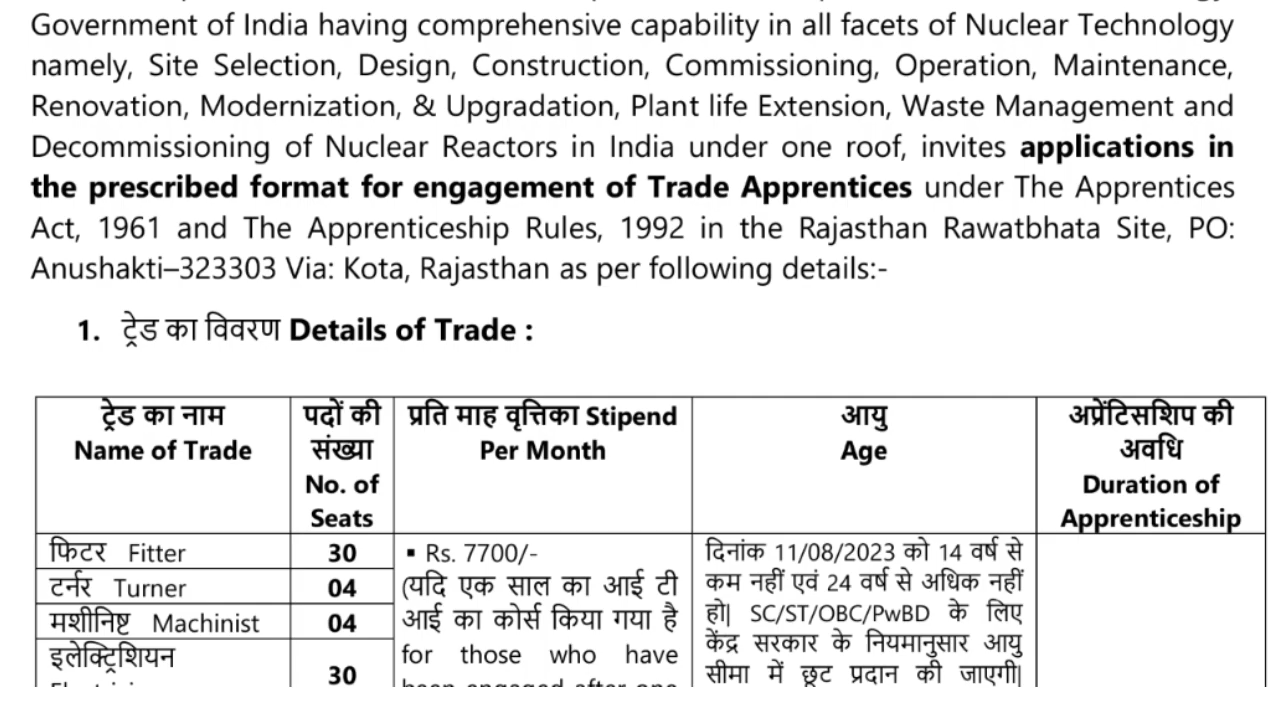 Government of India having comprehensive capability in all facets of Nuclear Technology
namely, Site Selection, Design, Construction, Commissioning, Operation, Maintenance,
Renovation, Modernization, & Upgradation, Plant life Extension, Waste Management and
Decommissioning of Nuclear Reactors in India under one roof, invites applications in
the prescribed format for engagement of Trade Apprentices under The Apprentices
Act, 1961 and The Apprenticeship Rules, 1992 in the Rajasthan Rawatbhata Site, PO:
Anushakti–323303 Via: Kota, Rajasthan as per following details:-
1. ट्रेड का विवरण Details of Trade :
ट्रेड का नाम
Name of Trade
पदों की
संख्या
No. of
Seats
प्रति माह वृत्तिका Stipend
Per Month
आयु
Age
अप्रेंटिसशिप की
अवधि
Duration of
Apprenticeship
फिटर Fitter
30
टर्नर Turner
04
मशीनिष्ट Machinist
04
इलेक्ट्रिशियन
30
▪ Rs. 7700/-
(यदि एक साल का आई टी
आई का कोर्स किया गया है
for those who have
been engaged after one
दिनांक 11/08/2023 को 14 वर्ष से
कम नहीं एवं 24 वर्ष से अधिक नहीं
हो| SC/ST/OBC/PwBD के लिए
केंद्र सरकार के नियमानुसार आयु
सीमा में छूट प्रदान की जाएगी|